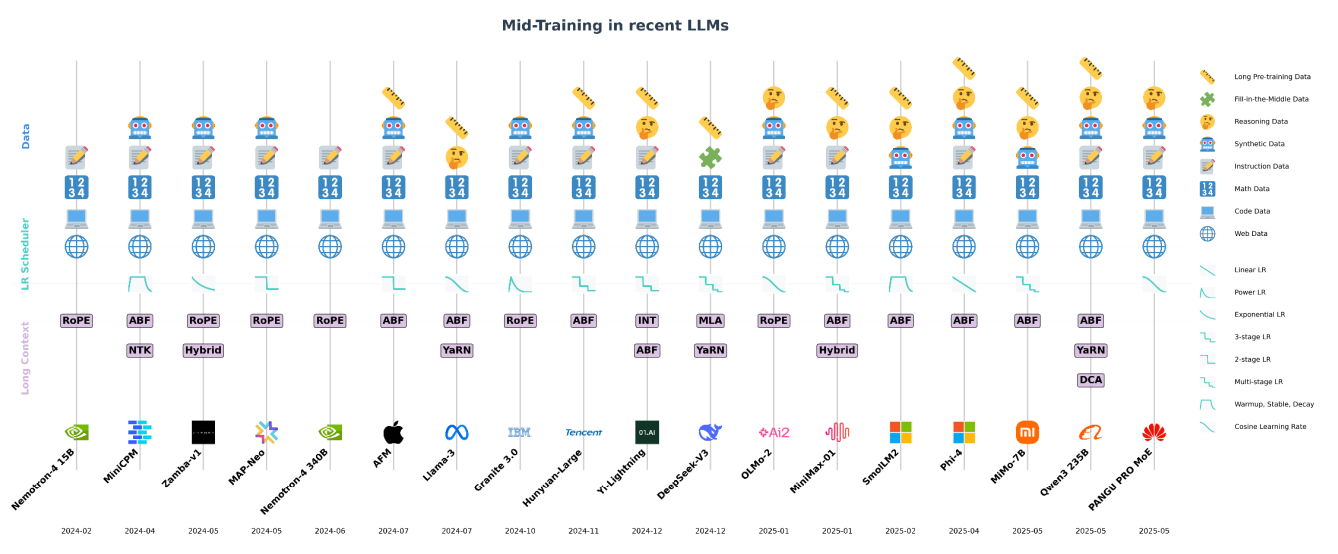 Mid-Training in recent LLMs
Data
LR Scheduler
Long Context
RoPE ABF RoPE RoPE RoPE ABF ABF RoPE ABF INT MLA RoPE ABF ABF ABF ABF ABF
NTK Hybrid YaRN ABF YaRN Hybrid YaRN
DCA
IBM Tencent 01.AI Ai2
Nemotron-4 15B
MiniCPM
Zamba-v1
MAP-Neo
Nemotron-4 340B
AFM
Llama-3
Granite 3.0
Hunyuan-Large
Yi-Lightning
DeepSeek-V3
OLMo-2
MiniMax-01
SmolLM2
Phi-4
MiMo-7B
Qwen3 235B
PANGU PRO MoE
2024-02 2024-04 2024-05 2024-05 2024-06 2024-07 2024-07 2024-10 2024-11 2024-12 2024-12 2025-01 2025-01 2025-02 2025-04 2025-05 2025-05 2025-05
Long Pre-training Data
Fill-in-the-Middle Data
Reasoning Data
Synthetic Data
Instruction Data
Math Data
Code Data
Web Data
Linear LR
Power LR
Exponential LR
3-stage LR
2-stage LR
Multi-stage LR
Warmup, Stable, Decay
Cosine Learning Rate